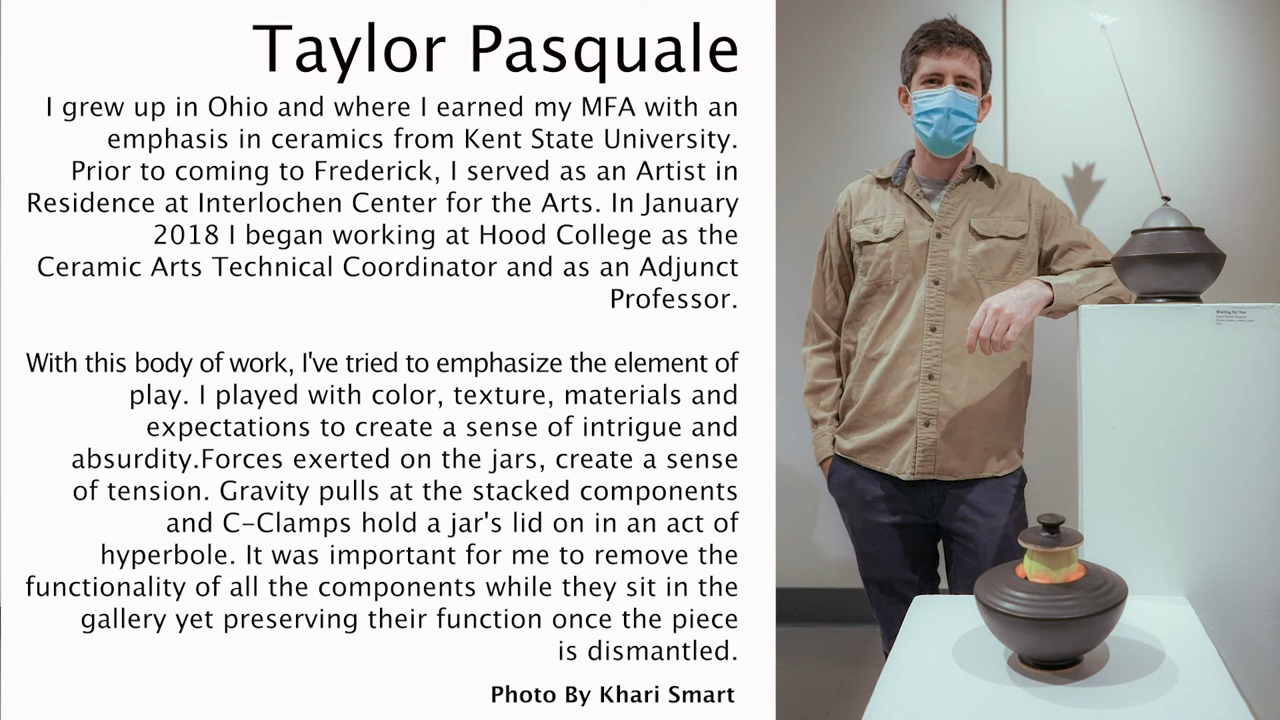 Taylor Pasquale
I grew up in Ohio and where I earned my MFA with an
emphasis in ceramics from Kent State University.
Prior to coming to Frederick, I served as an Artist in
Residence at Interlochen Center for the Arts. In January
2018 I began working at Hood College as the
Ceramic Arts Technical Coordinator and as an Adjunct
Professor.
With this body of work, I've tried to emphasize the element of
play. I played with color, texture, materials and
expectations to create a sense of intrigue and
absurdity.Forces exerted on the jars, create a sense
of tension. Gravity pulls at the stacked components
and C-Clamps hold a jar's lid on in an act of
hyperbole. It was important for me to remove the
functionality of all the components while they sit in the
gallery yet preserving their function once the piece
is dismantled.
Photo By Khari Smart
Waiting for You